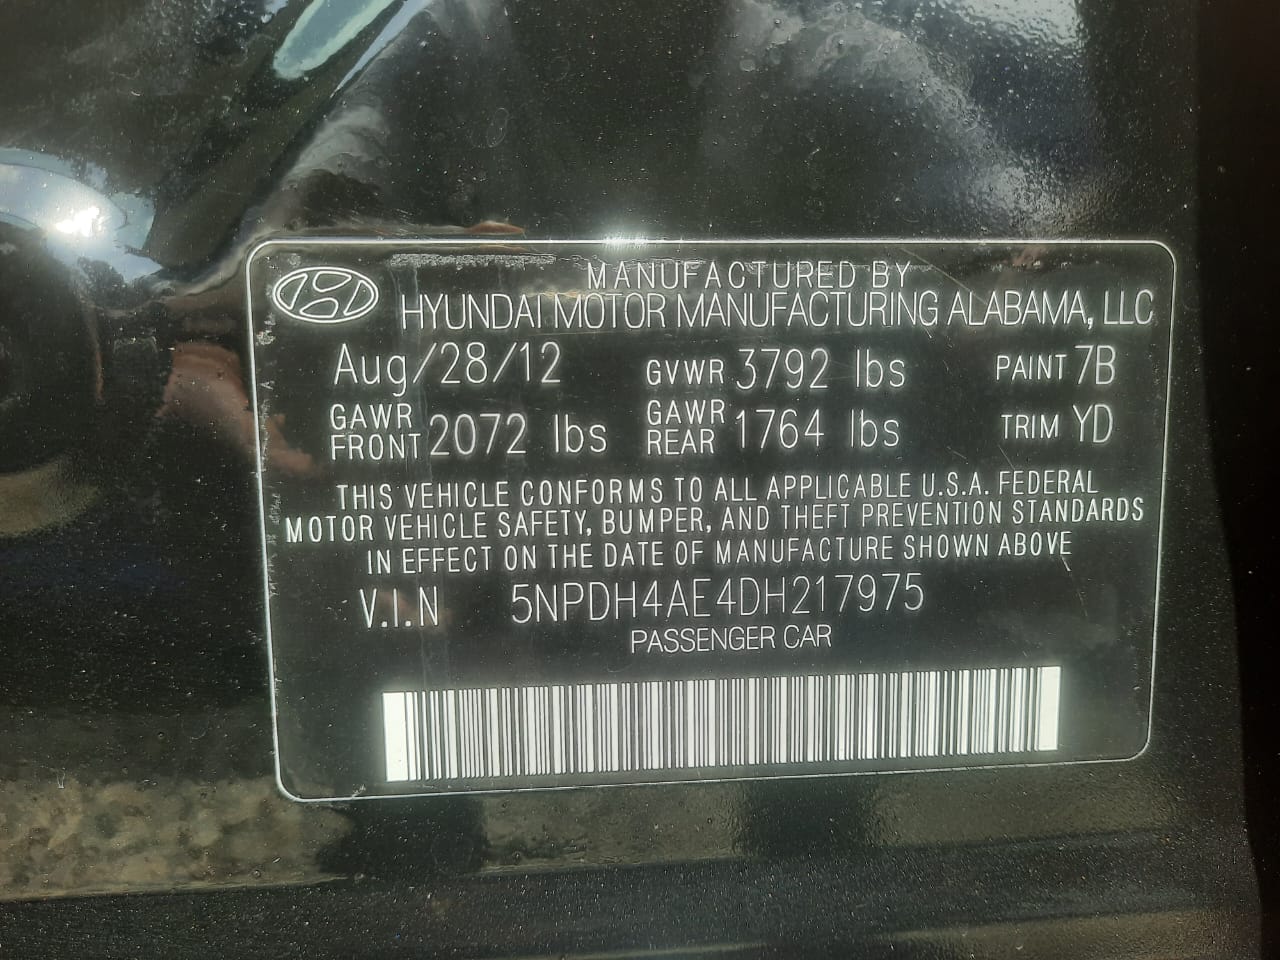 MANUFACTURED BY
HYUNDAI MOTOR MANUFACTURING ALABAMA, LLC
Aug/28/12 GVWR 3792 lbs PAINT 7B
GAWR FRONT 2072 lbs GAWR REAR 1764 lbs TRIM YD
THIS VEHICLE CONFORMS TO ALL APPLICABLE U.S.A. FEDERAL
MOTOR VEHICLE SAFETY, BUMPER, AND THEFT PREVENTION STANDARDS
IN EFFECT ON THE DATE OF MANUFACTURE SHOWN ABOVE
V.I.N 5NPDH4AE4DH217975
PASSENGER CAR